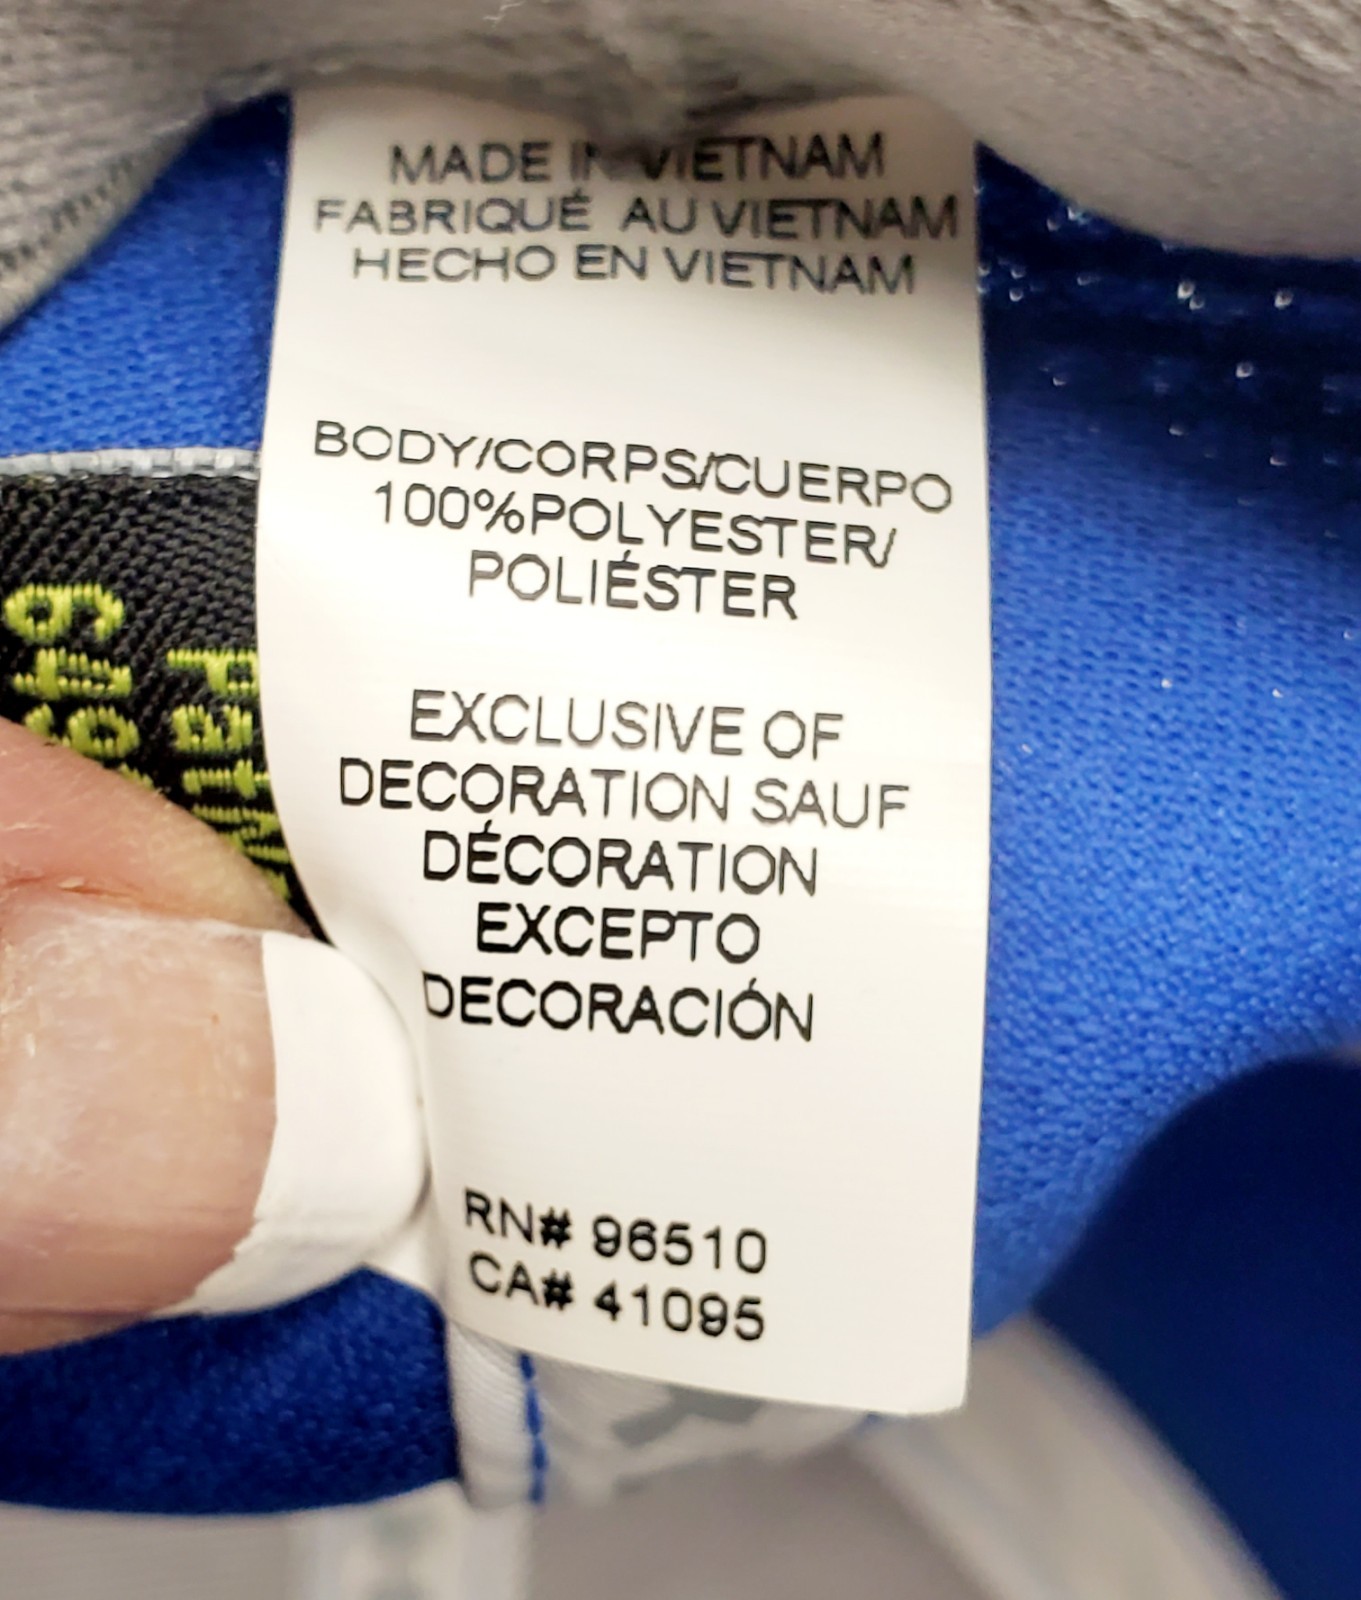 MADE IN VIETNAM
FABRIQUÉ AU VIETNAM
HECHO EN VIETNAM
BODY/CORPS/CUERPO
100%POLYESTER/
POLIÉSTER
EXCLUSIVE OF
DECORATION SAUF
DÉCORATION
EXCEPTO
DECORACIÓN
RN# 96510
CA# 41095